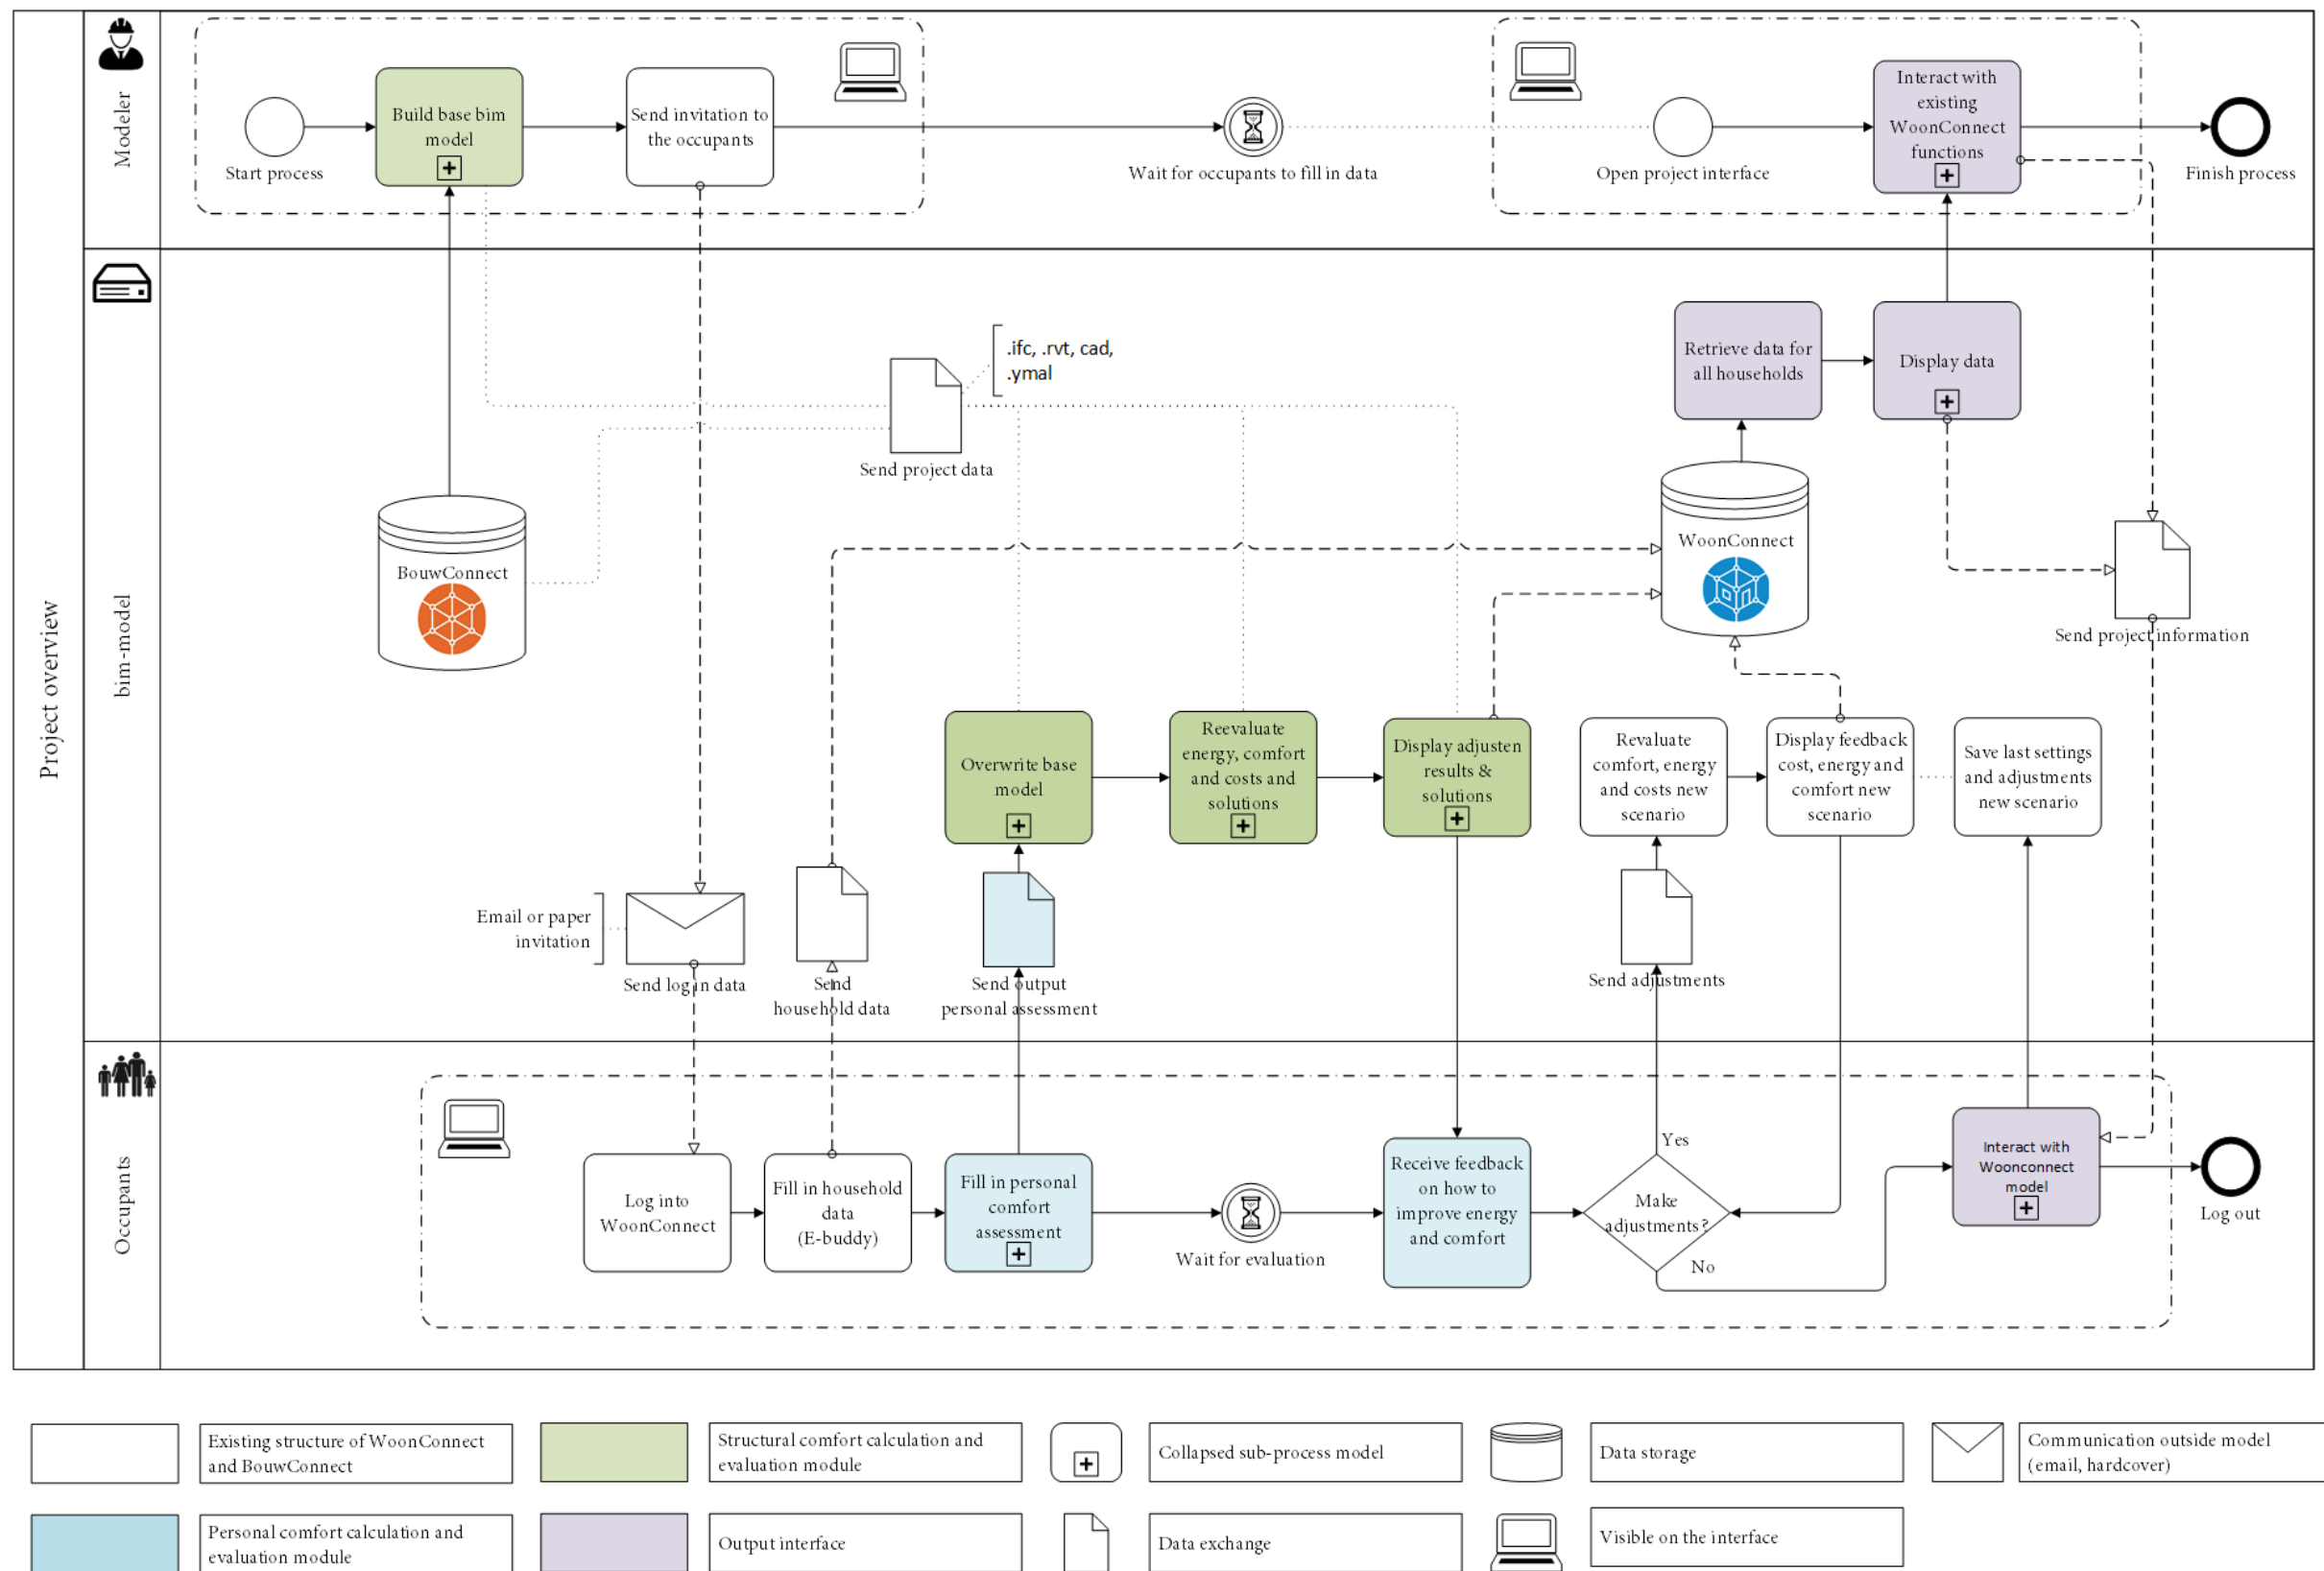 Project overview
Modeler
Start process
Build base bim
model
Send invitation to
the occupants
Wait for occupants to fill in data
Open project interface
Interact with
existing
WoonConnect
functions
Finish process
bim-model
.ifc, .rvt, cad,
.ymal
Send project data
Retrieve data for
all households
Display data
BouwConnect
WoonConnect
Send project information
Overwrite base
model
Reevaluate
energy, comfort
and costs and
solutions
Display adjusten
results &
solutions
Revaluate
comfort, energy
and costs new
scenario
Display feedback
cost, energy and
comfort new
scenario
Save last settings
and adjustments
new scenario
Email or paper
invitation
Send log in data
Send
household data
Send output
personal assessment
Send adjustments
Occupants
Log into
WoonConnect
Fill in household
data
(E-buddy)
Fill in personal
comfort
assessment
Wait for evaluation
Receive feedback
on how to
improve energy
and comfort
Yes
Make
adjustments?
No
Interact with
Woonconnect
model
Log out
Existing structure of WoonConnect
and BouwConnect
Structural comfort calculation and
evaluation module
Collapsed sub-process model
Data storage
Communication outside model
(email, hardcover)
Personal comfort calculation and
evaluation module
Output interface
Data exchange
Visible on the interface